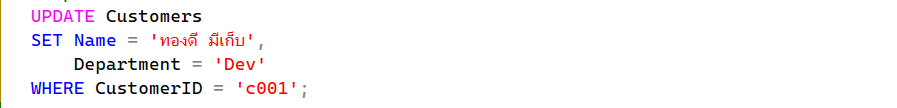 UPDATE Customers
SET Name = 'ทองดี มีเก็บ',
    Department = 'Dev'
WHERE CustomerID = 'c001';